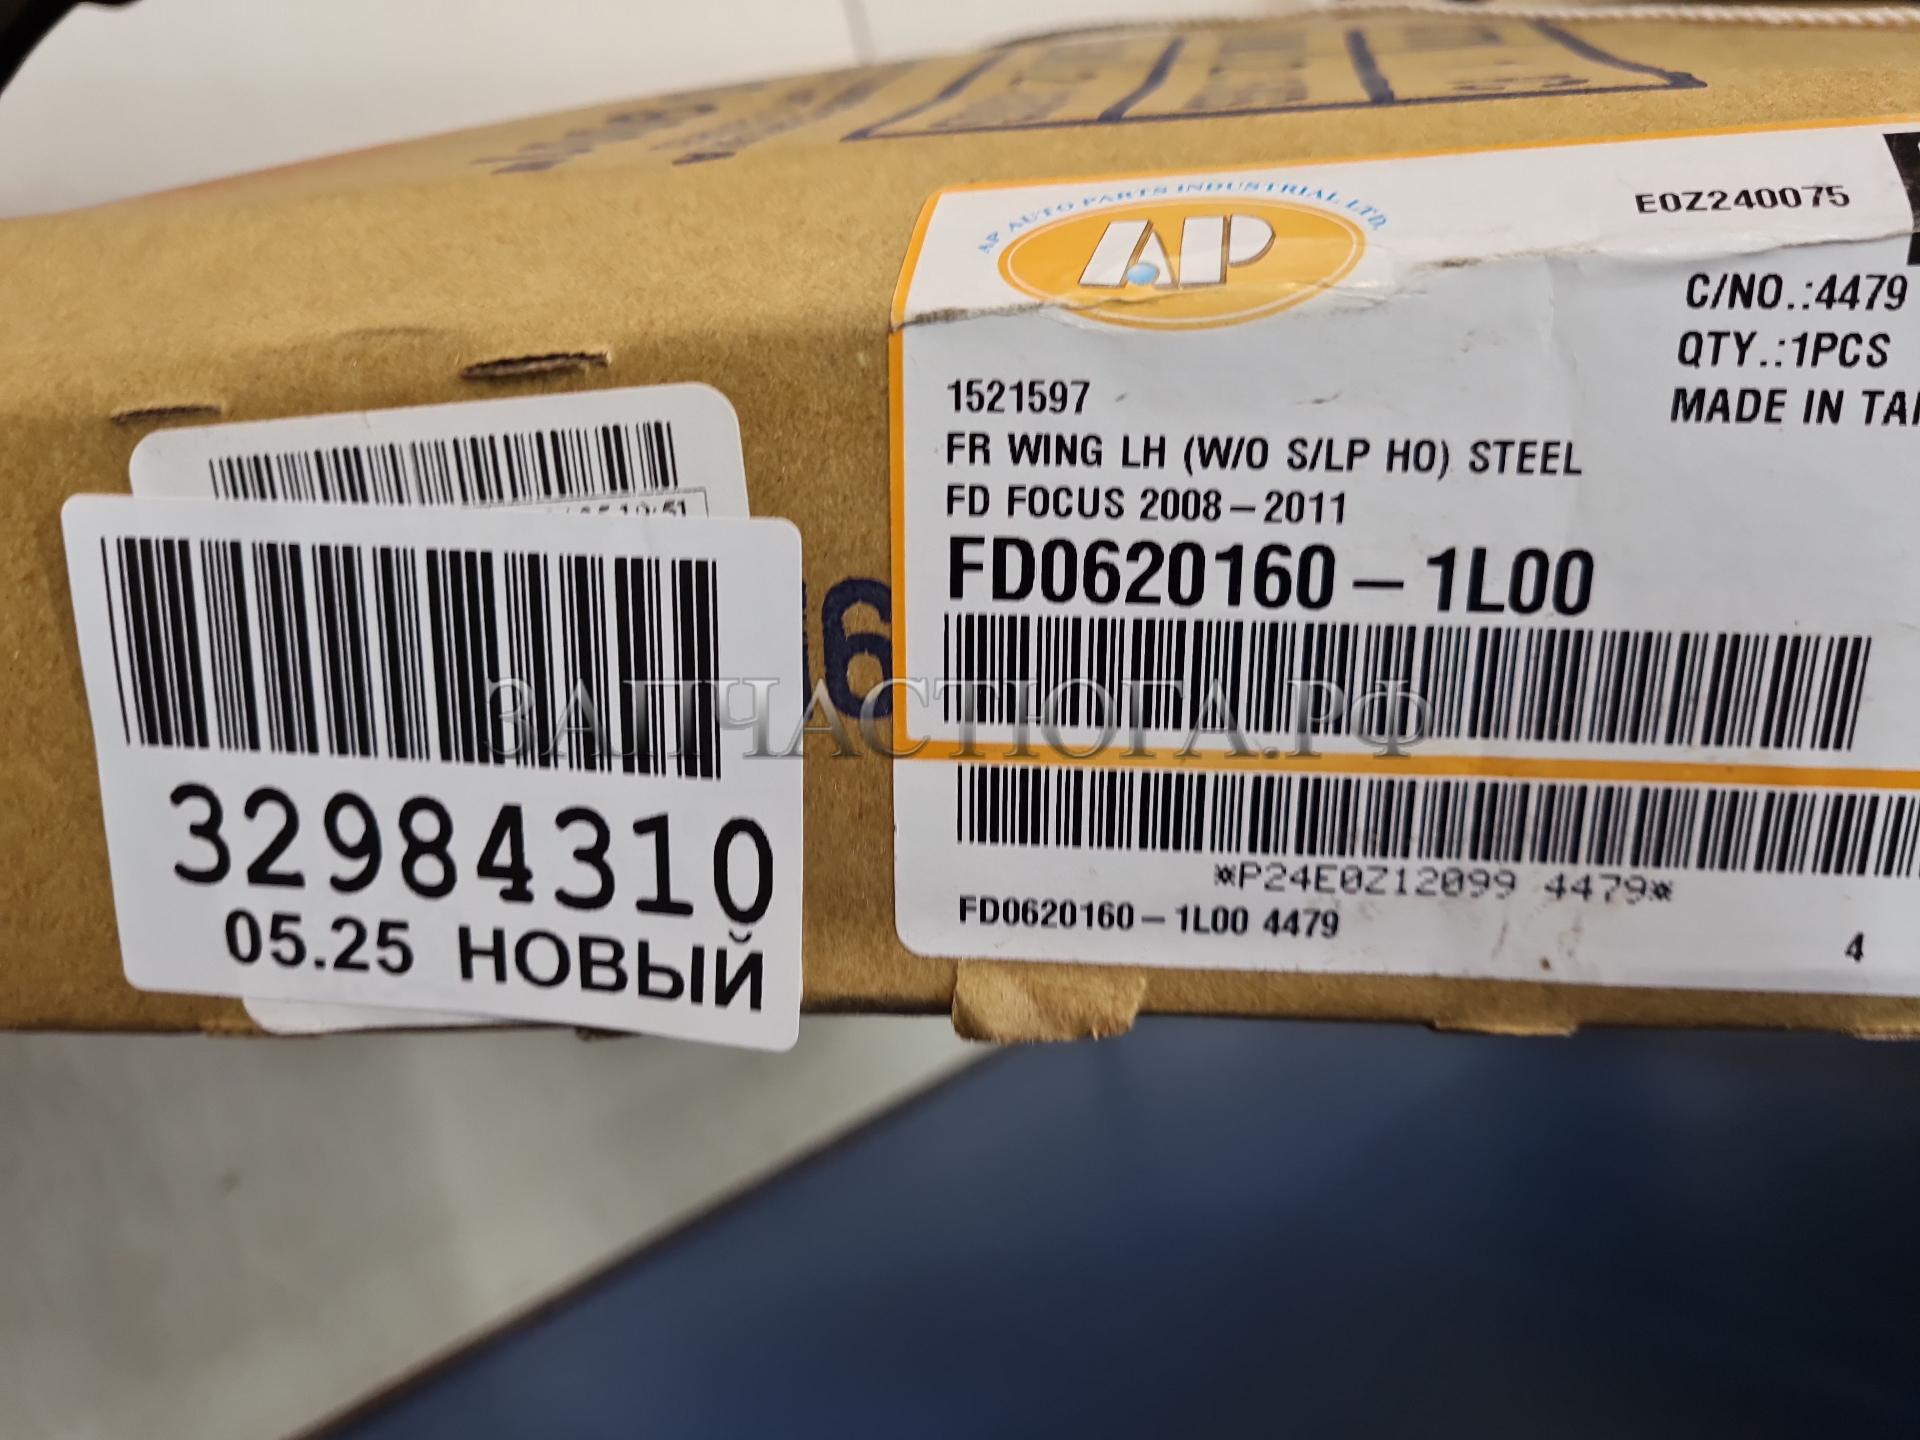 AP AUTO PARTS INDUSTRIAL LTD.
AP
E0Z240075
C/NO.:4479
QTY.:1PCS
MADE IN TAI
1521597
FR WING LH (W/O S/LP HO) STEEL
FD FOCUS 2008-2011
FD0620160-1L00
*P24E0Z12099 4479*
FD0620160-1L00 4479
4
32984310
05.25 НОВЫЙ
6
ЗАПЧАСТЮГА.РФ